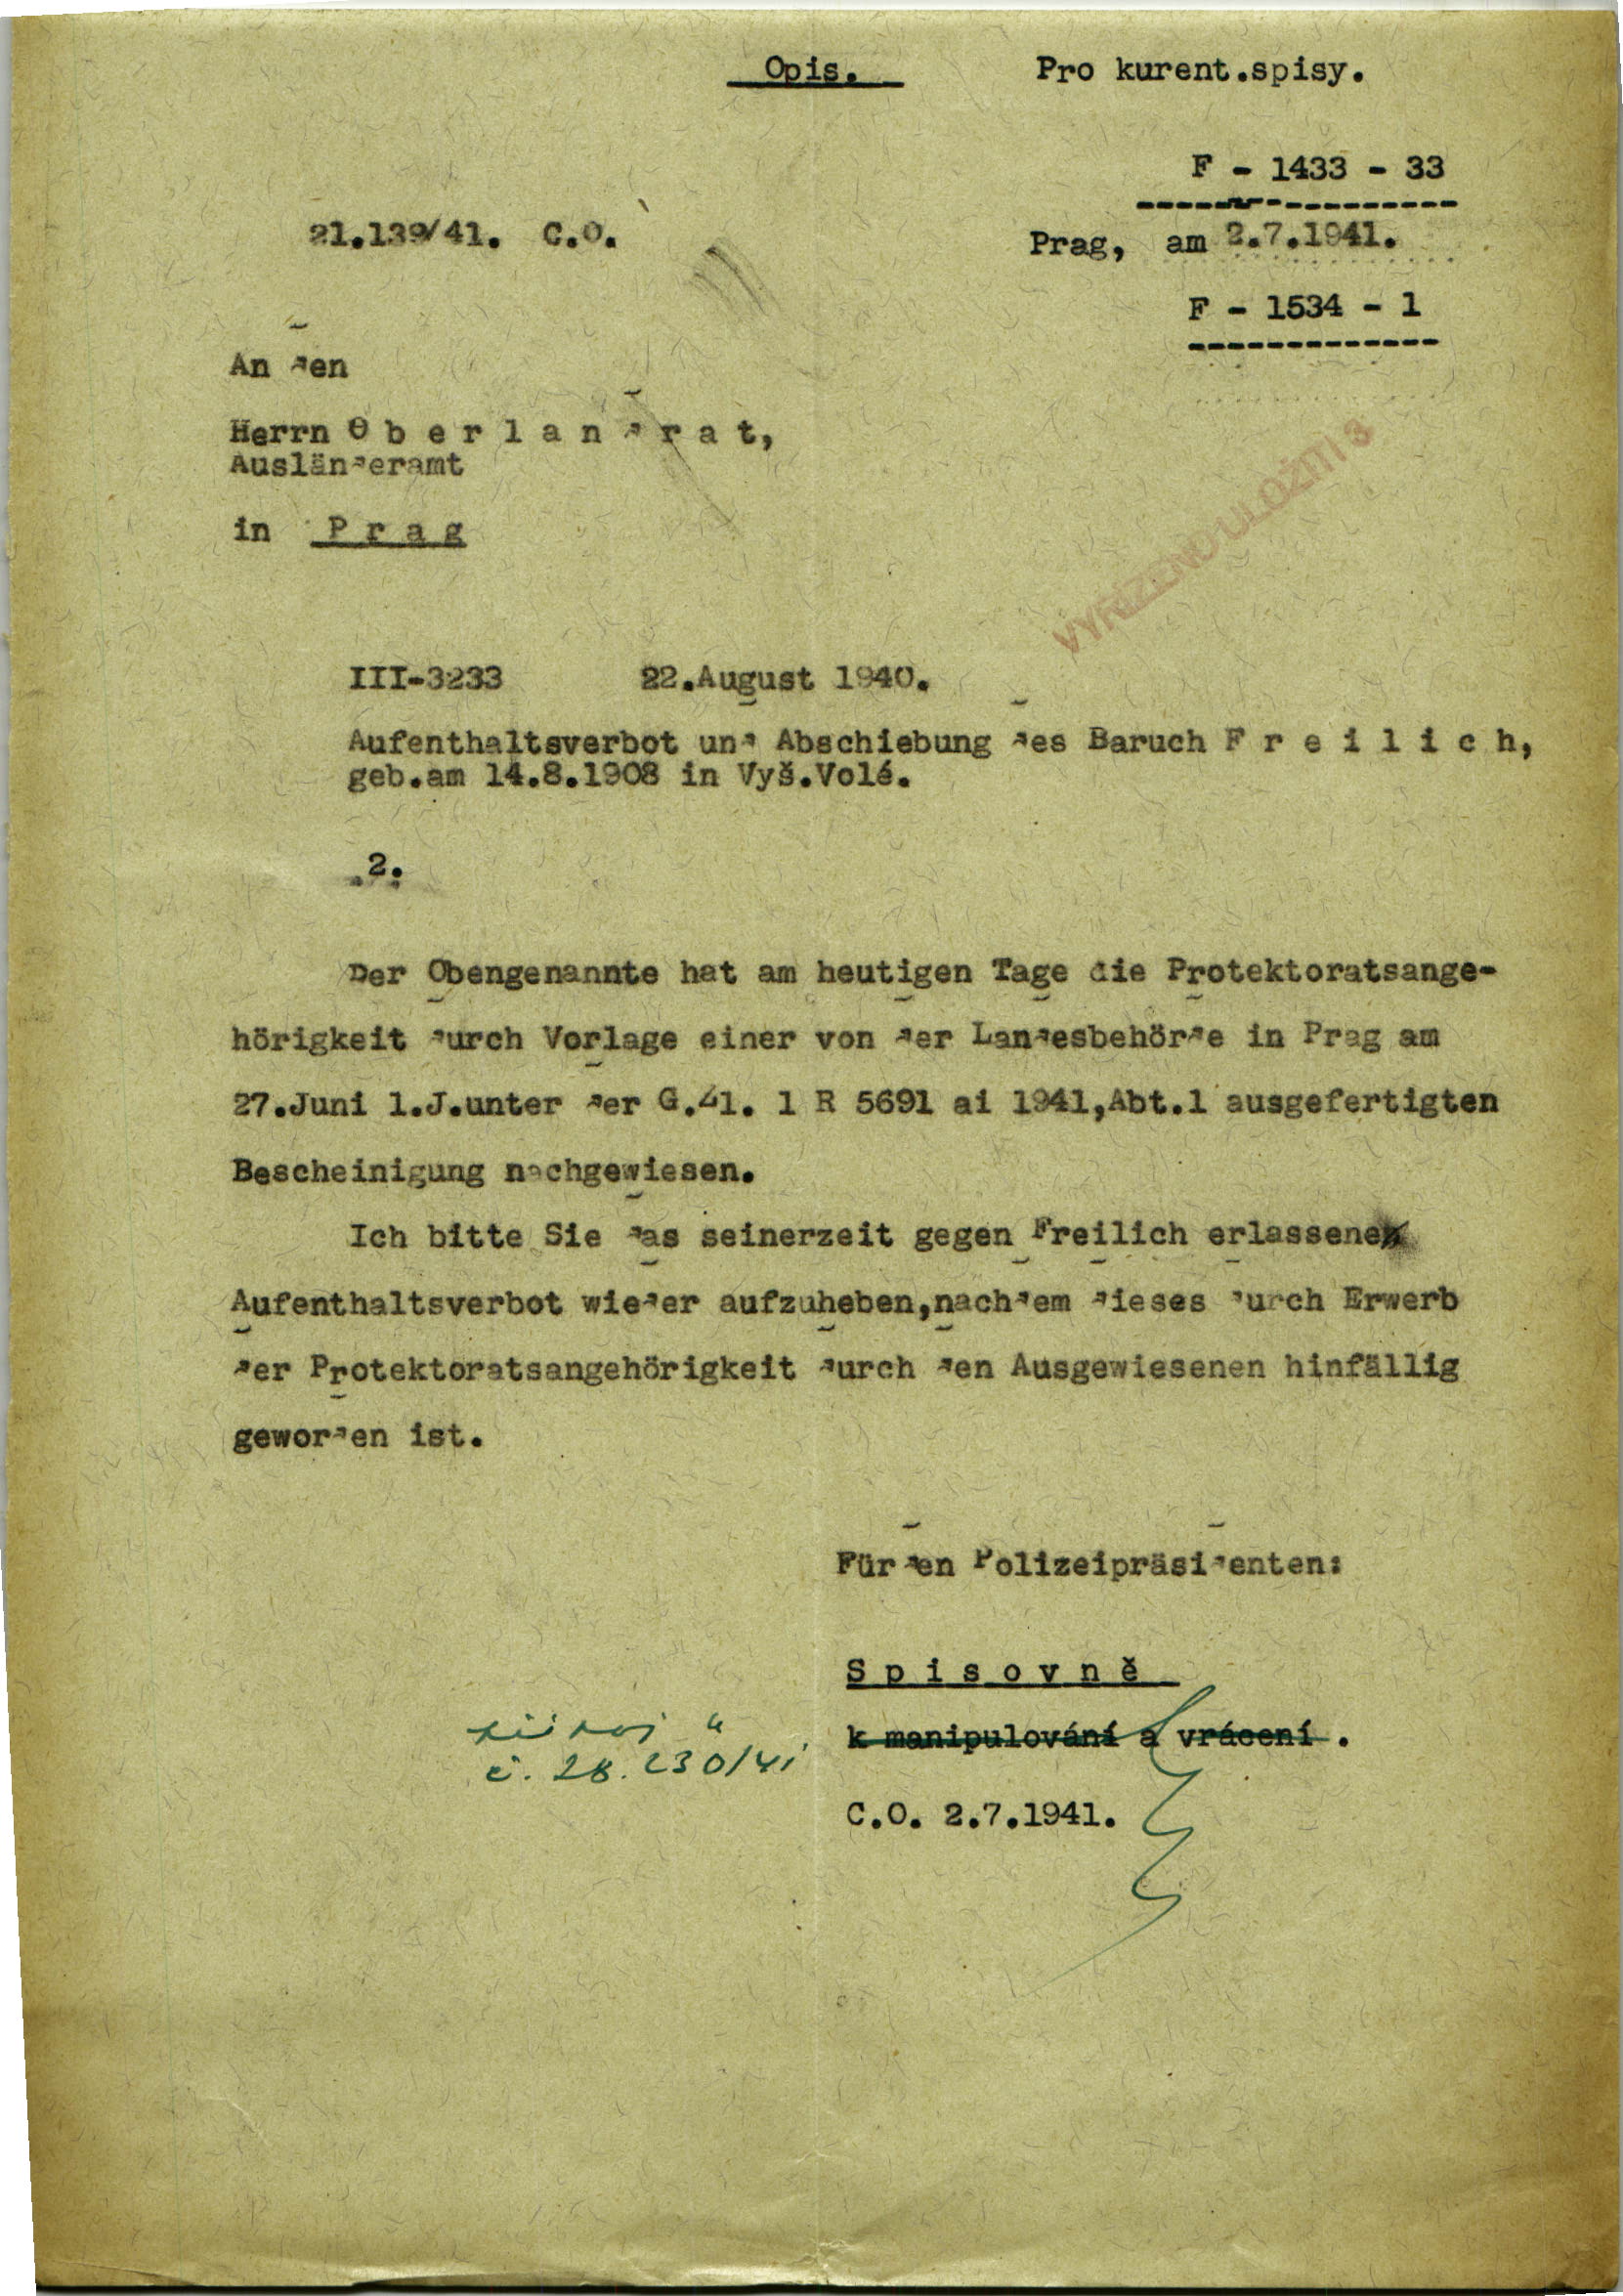 Opis. Pro kurent.spisy.
F - 1433 - 33
21.139/41. C.O.
Prag, am 2.7.1941.
F - 1534 - 1
An den
Herrn O b e r l a n d r a t,
Ausländeramt
in P r a g
VYŘÍZENO ULOŽITI 3
III-3233 22.August 1940.
Aufenthaltsverbot und Abschiebung des Baruch F r e i l i c h,
geb.am 14.8.1908 in Vyš.Volé.
2.
Der Obengenannte hat am heutigen Tage die Protektoratsange-
hörigkeit durch Vorlage einer von der Landesbehörde in Prag am
27.Juni l.J.unter der G.Zl. 1 R 5691 ai 1941,Abt.1 ausgefertigten
Bescheinigung nachgewiesen.
Ich bitte Sie das seinerzeit gegen Freilich erlassene
Aufenthaltsverbot wieder aufzuheben,nachdem dieses durch Erwerb
der Protektoratsangehörigkeit durch den Ausgewiesenen hinfällig
geworden ist.
Für den Polizeipräsidenten:
S p i s o v n ě
k manipulování a vrácení.
č. 28.230/41
C.O. 2.7.1941.